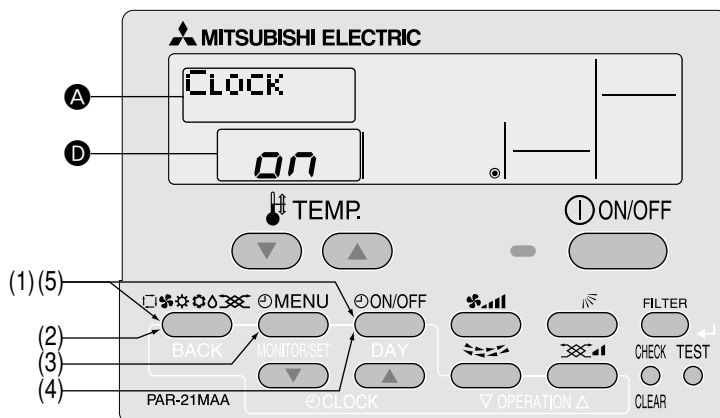 MITSUBISHI ELECTRIC
A
CLOCK
D
on
TEMP.
ON/OFF
(1) (5)
MENU
ON/OFF
FILTER
(2)
BACK
MONITOR/SET
DAY
(3)
CHECK TEST
(4)
PAR-21MAA
CLOCK
OPERATION
CLEAR